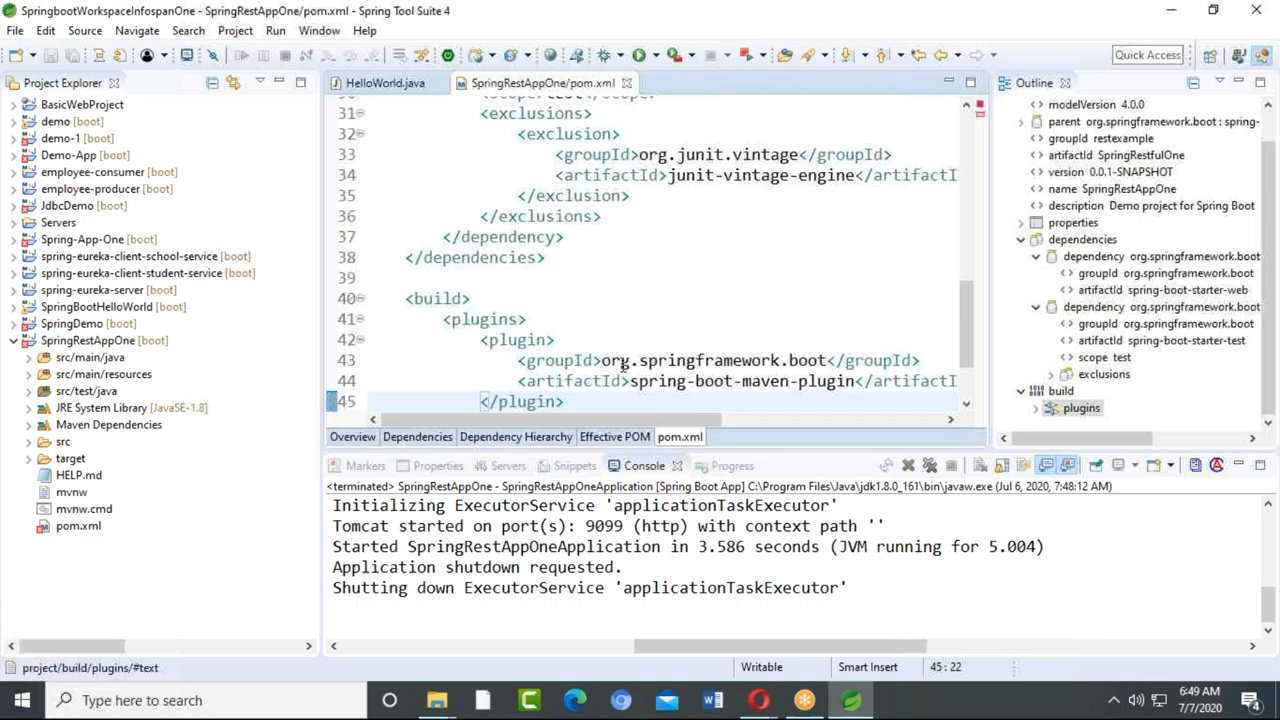 SpringbootWorkspaceInfospanOne - SpringRestAppOne/pom.xml - Spring Tool Suite 4
File Edit Source Navigate Search Project Run Window Help
Quick Access
Project Explorer
BasicWebProject
demo [boot]
demo-1 [boot]
Demo-App [boot]
employee-consumer [boot]
employee-producer [boot]
JdbcDemo [boot]
Servers
Spring-App-One [boot]
spring-eureka-client-school-service [boot]
spring-eureka-client-student-service [boot]
spring-eureka-server [boot]
SpringBootHelloWorld [boot]
SpringDemo [boot]
SpringRestAppOne [boot]
src/main/java
src/main/resources
src/test/java
JRE System Library [JavaSE-1.8]
Maven Dependencies
src
target
HELP.md
mvnw
mvnw.cmd
pom.xml
HelloWorld.java SpringRestAppOne/pom.xml
31 <exclusions>
32 <exclusion>
33 <groupId>org.junit.vintage</groupId>
34 <artifactId>junit-vintage-engine</artifactI
35 </exclusion>
36 </exclusions>
37 </dependency>
38 </dependencies>
39
40 <build>
41 <plugins>
42 <plugin>
43 <groupId>org.springframework.boot</groupId>
44 <artifactId>spring-boot-maven-plugin</artifactI
45 </plugin>
Overview Dependencies Dependency Hierarchy Effective POM pom.xml
Outline
modelVersion 4.0.0
parent org.springframework.boot : spring-
groupId restexample
artifactId SpringRestfulOne
version 0.0.1-SNAPSHOT
name SpringRestAppOne
description Demo project for Spring Boot
properties
dependencies
dependency org.springframework.boot
groupId org.springframework.boot
artifactId spring-boot-starter-web
dependency org.springframework.boot
groupId org.springframework.boot
artifactId spring-boot-starter-test
scope test
exclusions
build
plugins
Markers Properties Servers Snippets Console Progress
<terminated> SpringRestAppOne - SpringRestAppOneApplication [Spring Boot App] C:\Program Files\Java\jdk1.8.0_161\bin\javaw.exe (Jul 6, 2020, 7:48:12 AM)
Initializing ExecutorService 'applicationTaskExecutor'
Tomcat started on port(s): 9099 (http) with context path ''
Started SpringRestAppOneApplication in 3.586 seconds (JVM running for 5.004)
Application shutdown requested.
Shutting down ExecutorService 'applicationTaskExecutor'
project/build/plugins/#text
Writable
Smart Insert
45 : 22
Type here to search
6:49 AM
7/7/2020
4